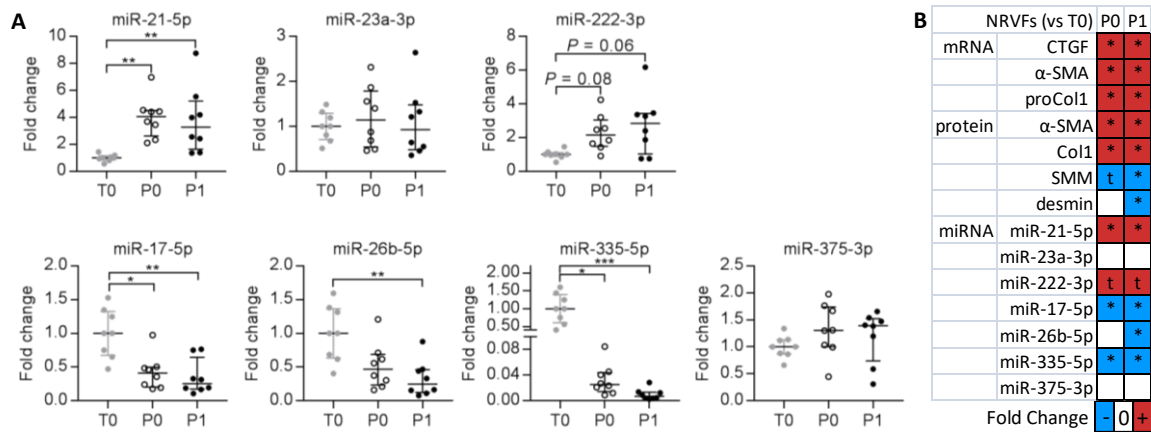 A
miR-21-5p
Fold change
10
8
6
4
2
0
**
**
T0 P0 P1
miR-23a-3p
Fold change
3
2
1
0
T0 P0 P1
miR-222-3p
Fold change
8
6
4
2
0
P = 0.06
P = 0.08
T0 P0 P1
miR-17-5p
Fold change
2.0
1.5
1.0
0.5
0.0
**
*
T0 P0 P1
miR-26b-5p
Fold change
2.0
1.5
1.0
0.5
0.0
**
T0 P0 P1
miR-335-5p
Fold change
2.00
1.50
1.00
0.50
0.08
0.04
0.00
***
*
T0 P0 P1
miR-375-3p
Fold change
2.5
2.0
1.5
1.0
0.5
0.0
T0 P0 P1
B
NRVFs (vs T0) P0 P1
mRNA CTGF * *
α-SMA * *
proCol1 * *
protein α-SMA * *
Col1 * *
SMM t *
desmin *
miRNA miR-21-5p * *
miR-23a-3p
miR-222-3p t t
miR-17-5p * *
miR-26b-5p *
miR-335-5p * *
miR-375-3p
Fold Change - 0 +